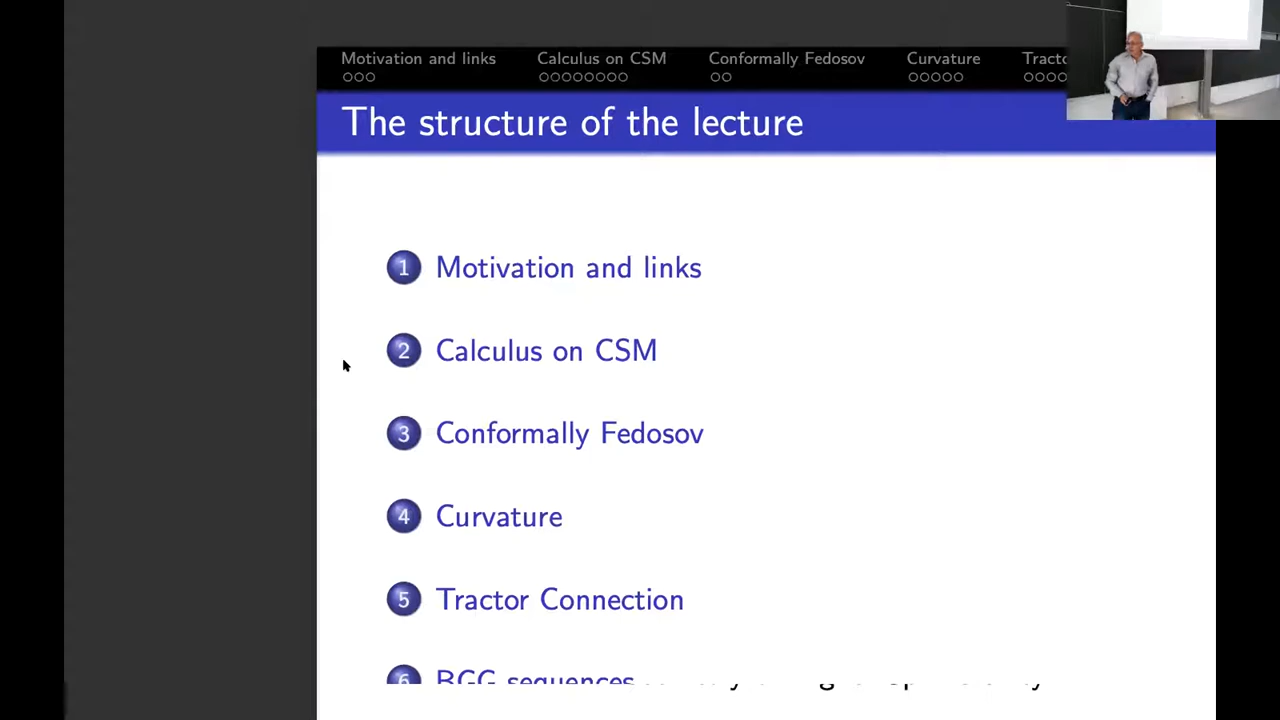 Motivation and links Calculus on CSM Conformally Fedosov Curvature
The structure of the lecture
1 Motivation and links
2 Calculus on CSM
3 Conformally Fedosov
4 Curvature
5 Tractor Connection
6 BGG sequences